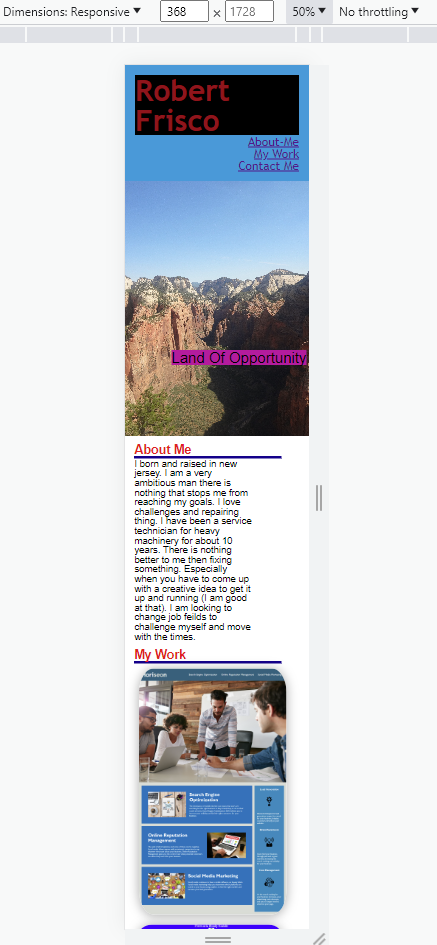 Dimensions: Responsive 368 × 1728 50% No throttling
Robert
Frisco
About-Me
My Work
Contact Me
Land Of Opportunity
About Me
I born and raised in new
jersey. I am a very
ambitious man there is
nothing that stops me from
reaching my goals. I love
challenges and repairing
thing. I have been a service
technician for heavy
machinery for about 10
years. There is nothing
better to me then fixing
something. Especially
when you have to come up
with a creative idea to get it
up and running (I am good
at that). I am looking to
change job feilds to
challenge myself and move
with the times.
My Work
Search Engine
Optimization
Online Reputation
Management
Social Media Marketing